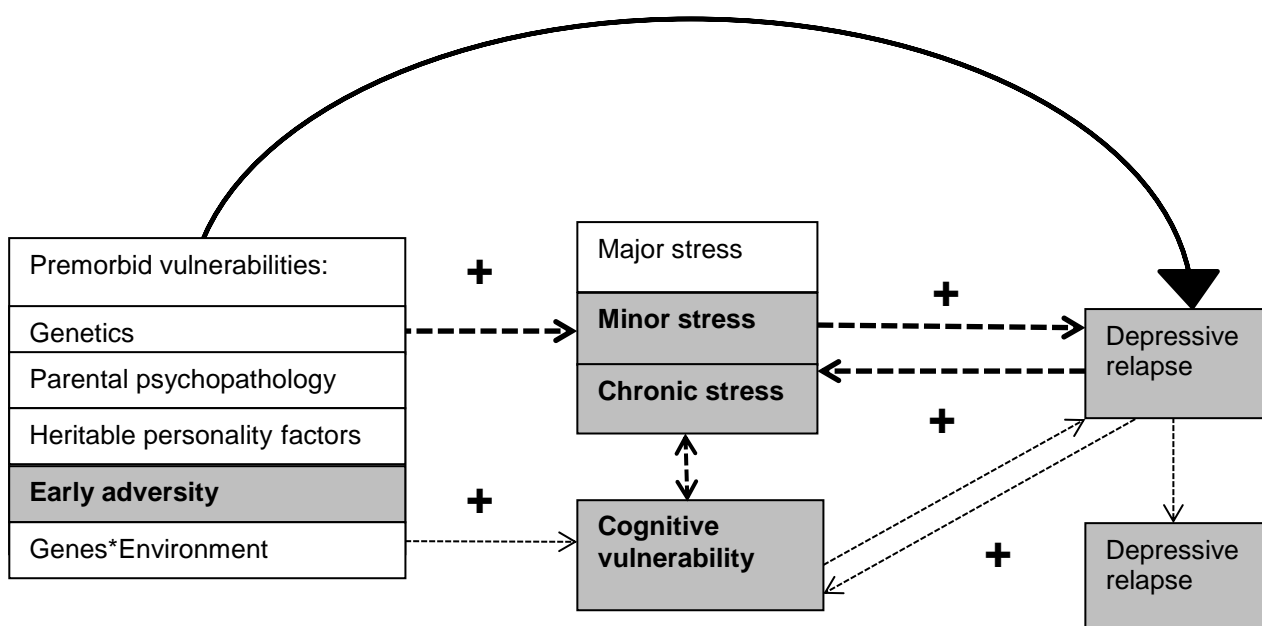 Premorbid vulnerabilities:
Genetics
Parental psychopathology
Heritable personality factors
Early adversity
Genes*Environment
+
+
Major stress
Minor stress
Chronic stress
Cognitive
vulnerability
+
+
+
Depressive
relapse
Depressive
relapse